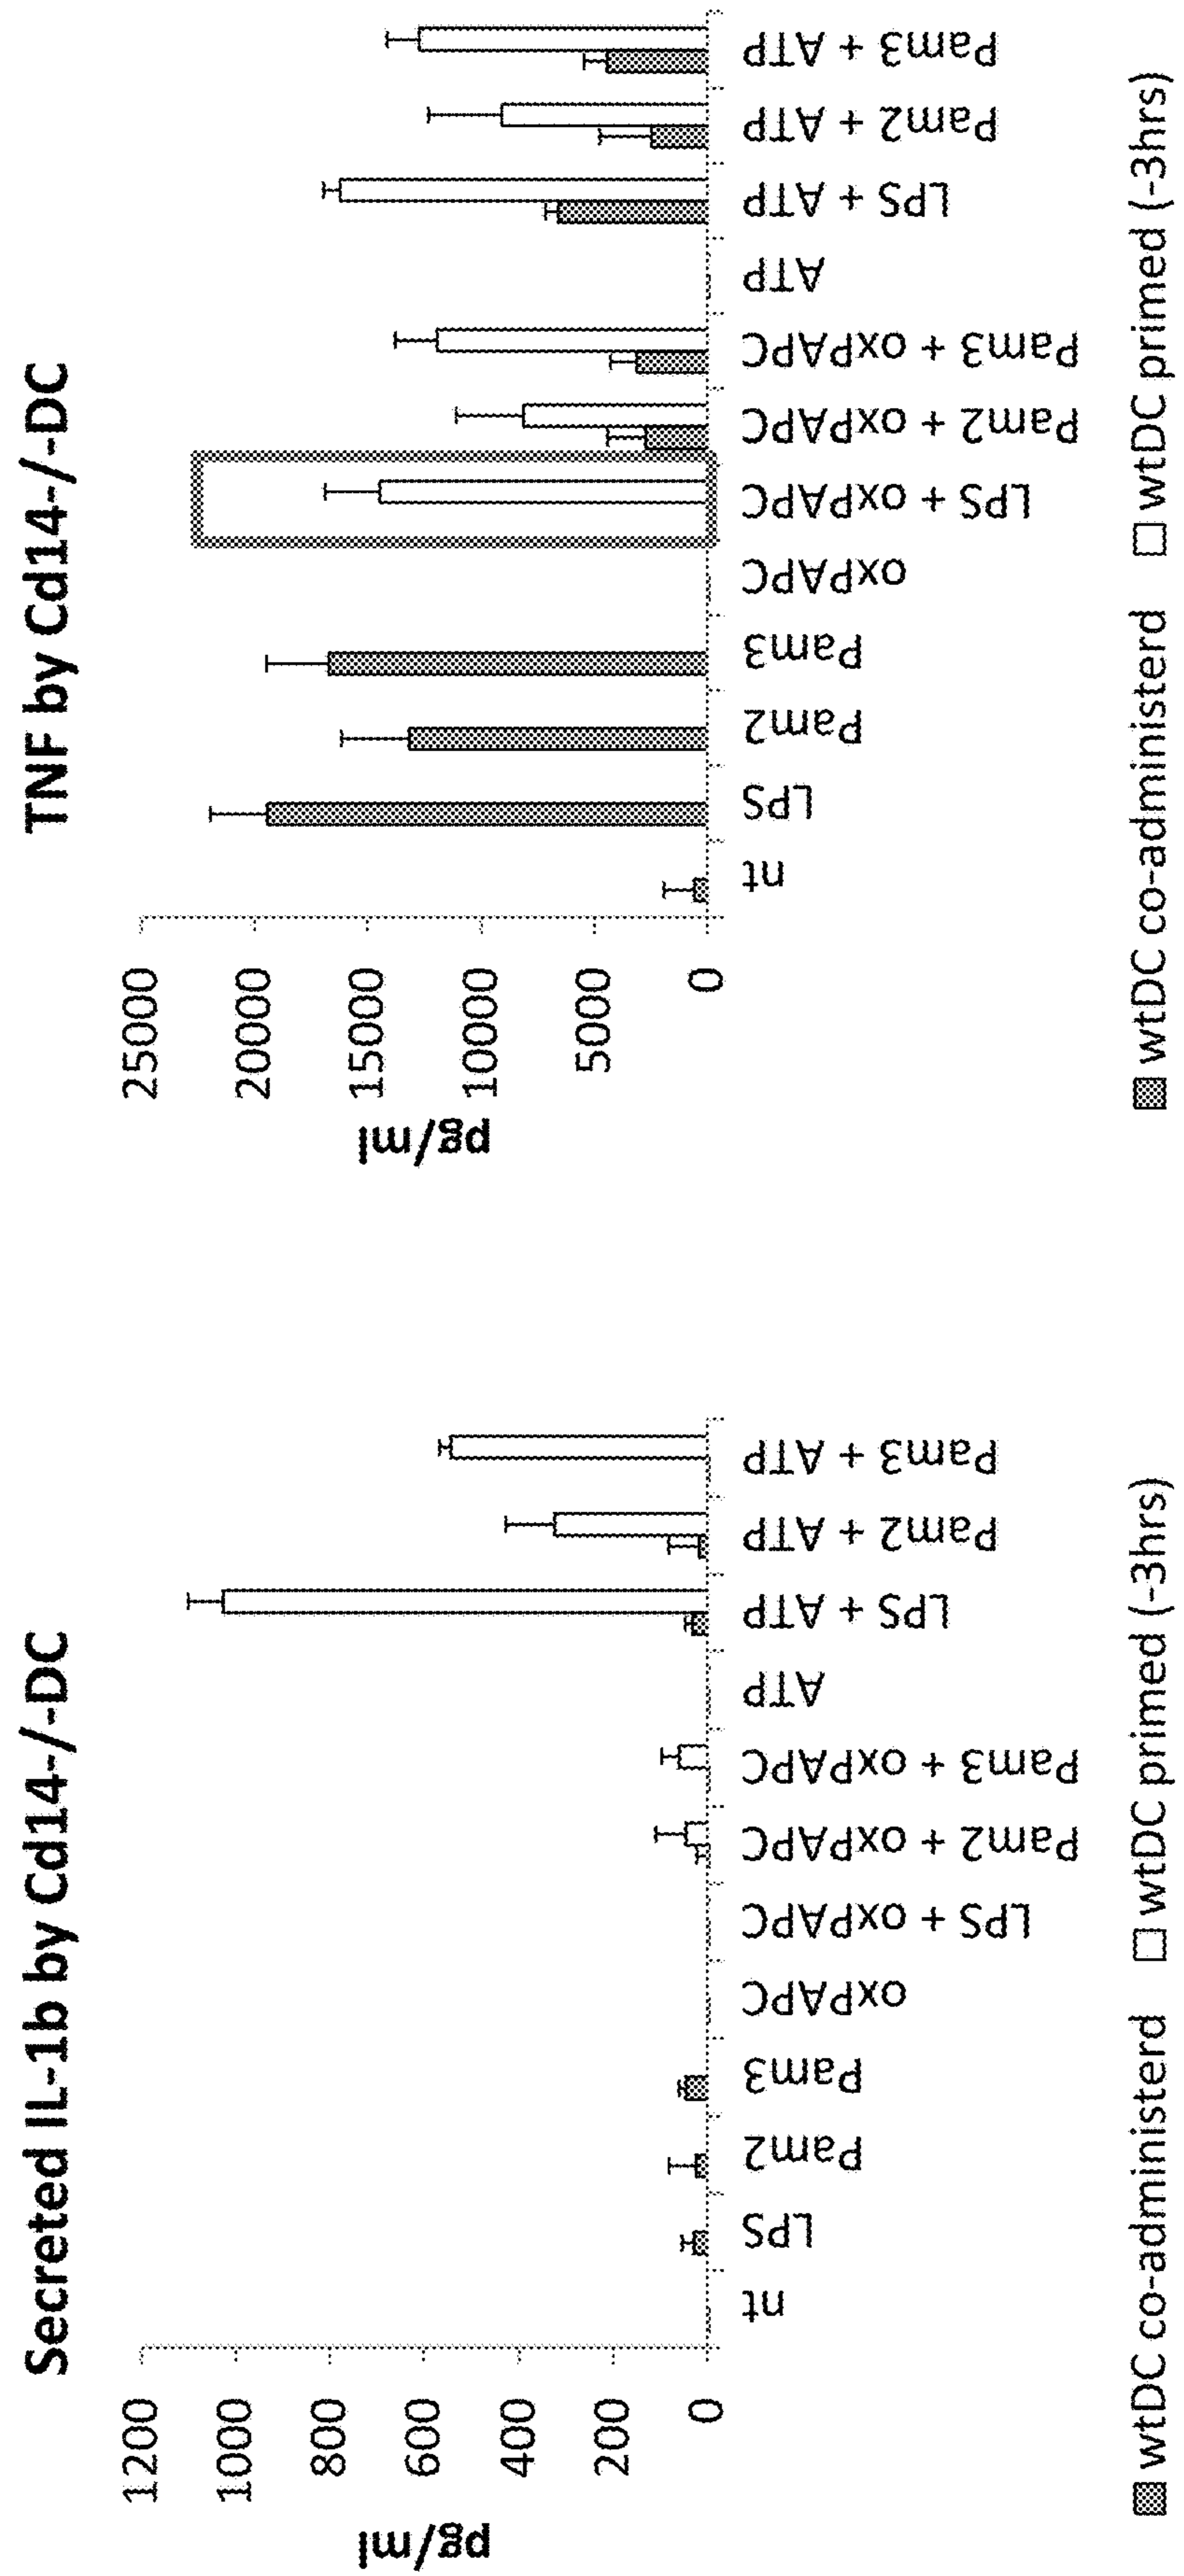 Secreted IL-1b by Cd14-/-DC
pg/ml
1200
1000
800
600
400
200
0
nt
LPS
Pam2
Pam3
oxPAPC
LPS + oxPAPC
Pam2 + oxPAPC
Pam3 + oxPAPC
ATP
LPS + ATP
Pam2 + ATP
Pam3 + ATP
wtDC co-administerd
wtDC primed (-3hrs)
TNF by Cd14-/-DC
pg/ml
25000
20000
15000
10000
5000
0
nt
LPS
Pam2
Pam3
oxPAPC
LPS + oxPAPC
Pam2 + oxPAPC
Pam3 + oxPAPC
ATP
LPS + ATP
Pam2 + ATP
Pam3 + ATP
wtDC co-administerd
wtDC primed (-3hrs)